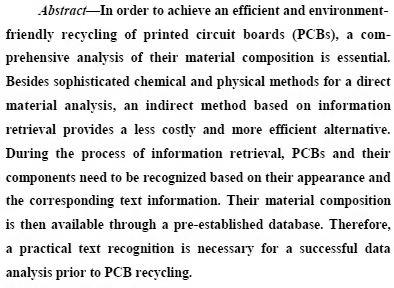 Abstract—In order to achieve an efficient and environment-
friendly recycling of printed circuit boards (PCBs), a com-
prehensive analysis of their material composition is essential.
Besides sophisticated chemical and physical methods for a direct
material analysis, an indirect method based on information
retrieval provides a less costly and more efficient alternative.
During the process of information retrieval, PCBs and their
components need to be recognized based on their appearance and
the corresponding text information. Their material composition
is then available through a pre-established database. Therefore,
a practical text recognition is necessary for a successful data
analysis prior to PCB recycling.